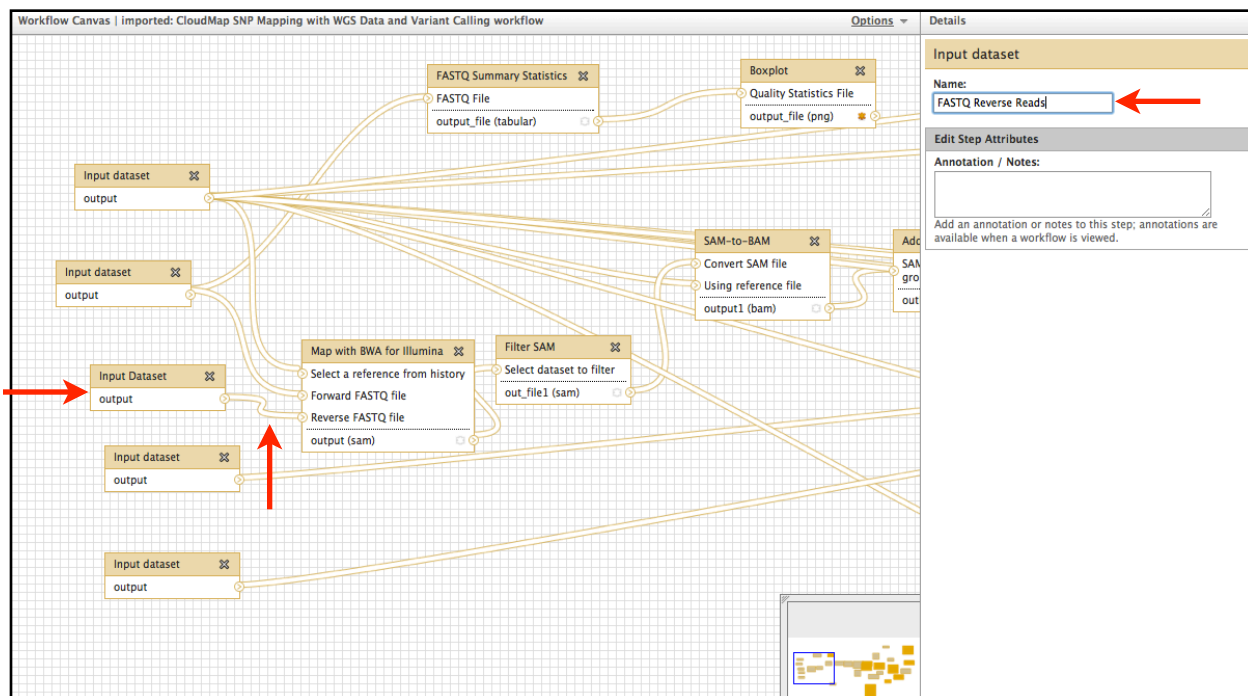 Workflow Canvas | imported: CloudMap SNP Mapping with WGS Data and Variant Calling workflow
Options
Details
Input dataset
Name:
FASTQ Reverse Reads
Edit Step Attributes
Annotation / Notes:
Add an annotation or notes to this step; annotations are
available when a workflow is viewed.
FASTQ Summary Statistics
FASTQ File
output_file (tabular)
Boxplot
Quality Statistics File
output_file (png)
Input dataset
output
Input dataset
output
SAM-to-BAM
Convert SAM file
Using reference file
output1 (bam)
Add
SAM
gro
out
Input Dataset
output
Map with BWA for Illumina
Select a reference from history
Forward FASTQ file
Reverse FASTQ file
output (sam)
Filter SAM
Select dataset to filter
out_file1 (sam)
Input dataset
output
Input dataset
output